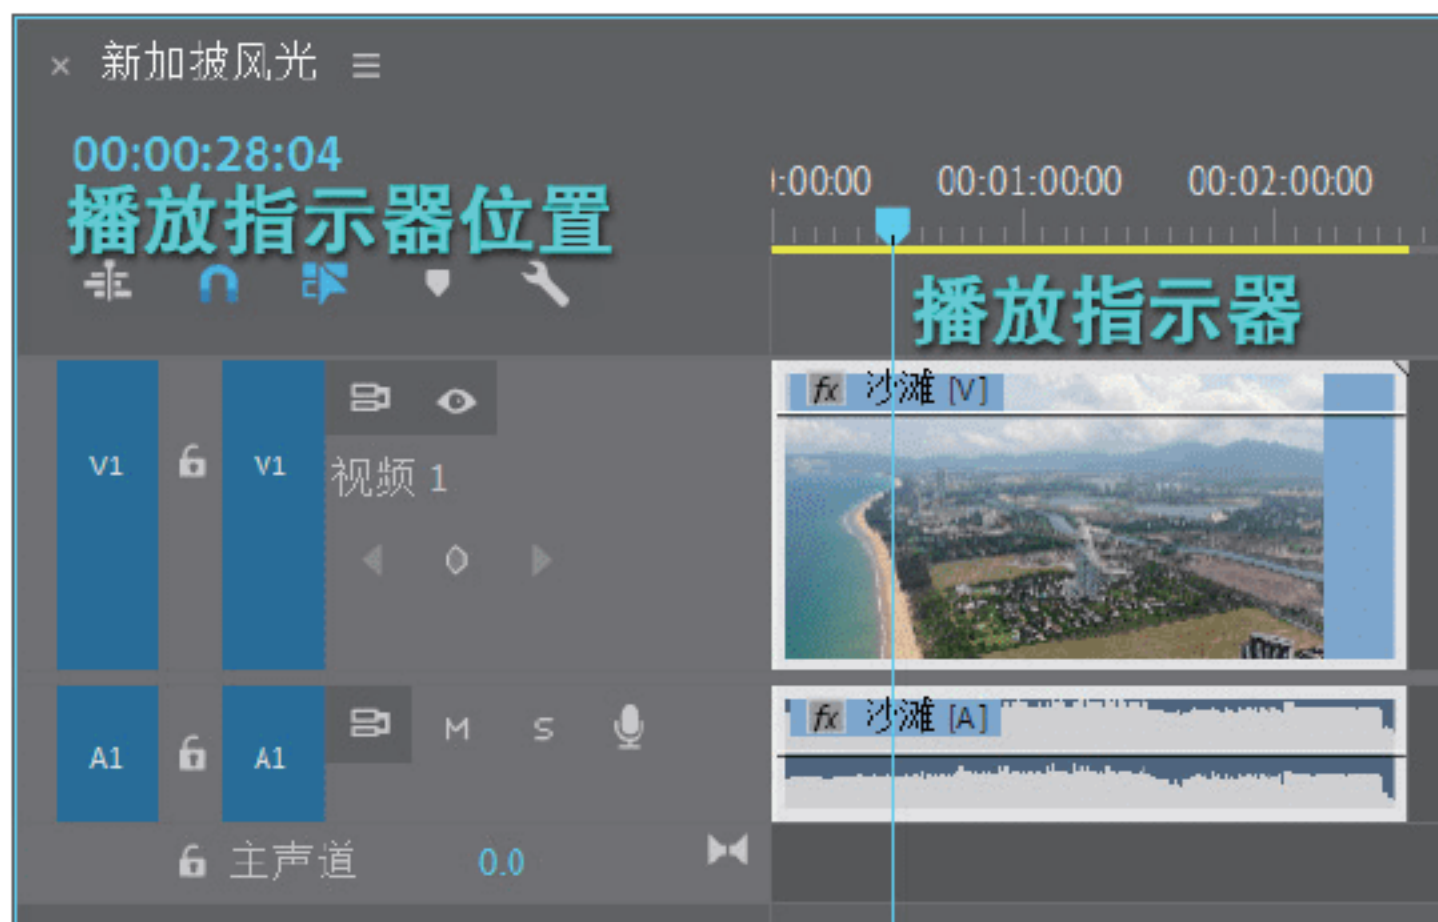 × 新加披风光 ≡
00:00:28:04
播放指示器位置
:00:00 00:01:00:00 00:02:00:00
播放指示器
fx 沙滩 [V]
V1 V1
视频 1
fx 沙滩 [A]
M S
A1 A1
主声道 0.0